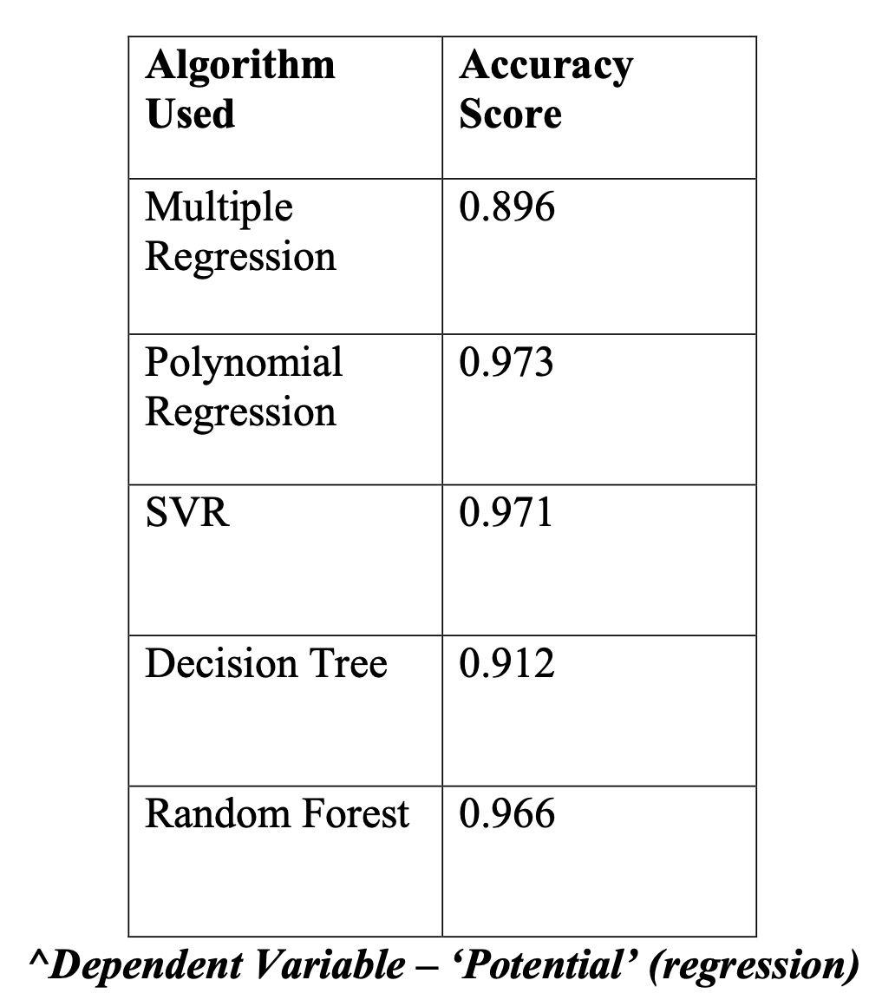 Algorithm
Used
Accuracy
Score
Multiple
Regression
0.896
Polynomial
Regression
0.973
SVR
0.971
Decision Tree
0.912
Random Forest
0.966
^Dependent Variable – ‘Potential’ (regression)